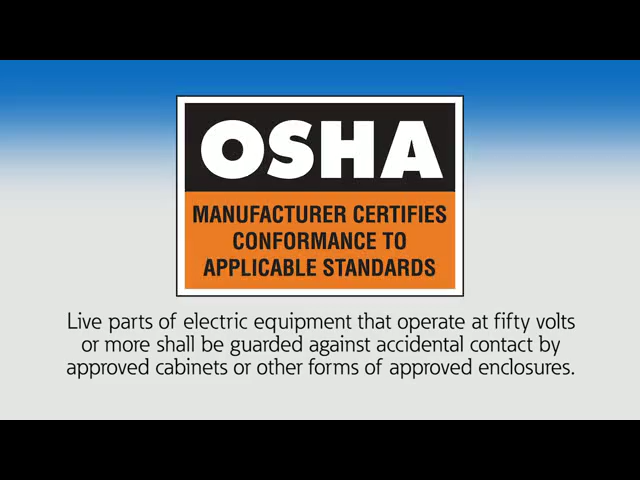 OSHA
MANUFACTURER CERTIFIES
CONFORMANCE TO
APPLICABLE STANDARDS
Live parts of electric equipment that operate at fifty volts
or more shall be guarded against accidental contact by
approved cabinets or other forms of approved enclosures.